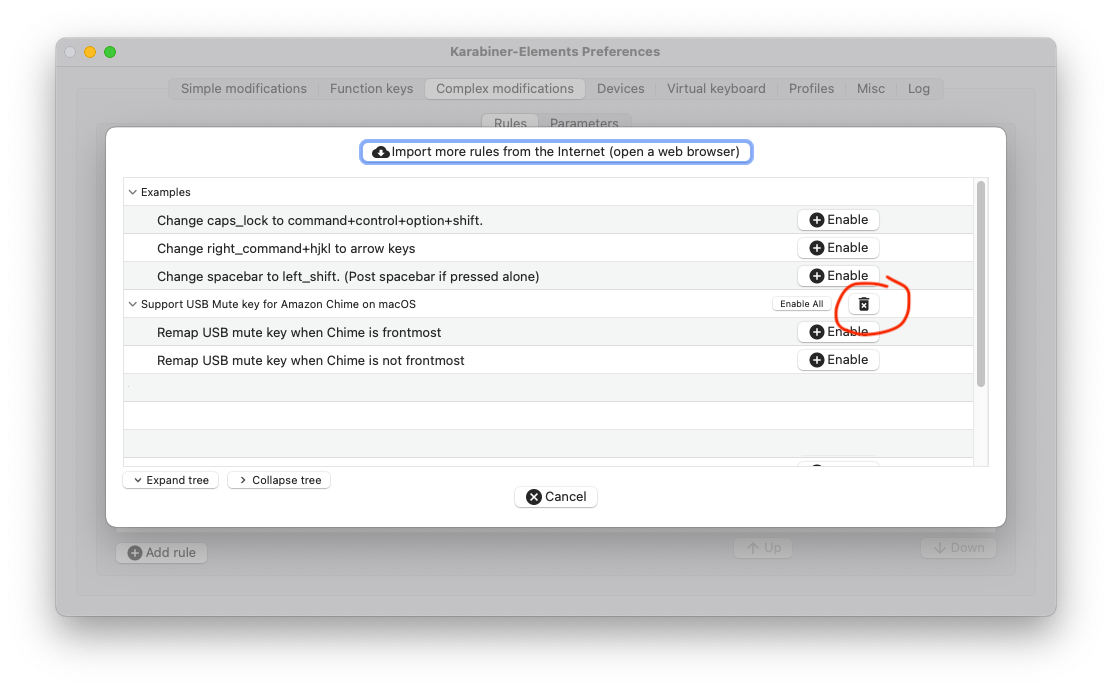 Karabiner-Elements Preferences
Simple modifications Function keys Complex modifications Devices Virtual keyboard Profiles Misc Log
Rules Parameters
Import more rules from the Internet (open a web browser)
Examples
Change caps_lock to command+control+option+shift. Enable
Change right_command+hjkl to arrow keys Enable
Change spacebar to left_shift. (Post spacebar if pressed alone) Enable
Support USB Mute key for Amazon Chime on macOS Enable All
Remap USB mute key when Chime is frontmost Enable
Remap USB mute key when Chime is not frontmost Enable
Expand tree Collapse tree
Cancel
Add rule Up Down